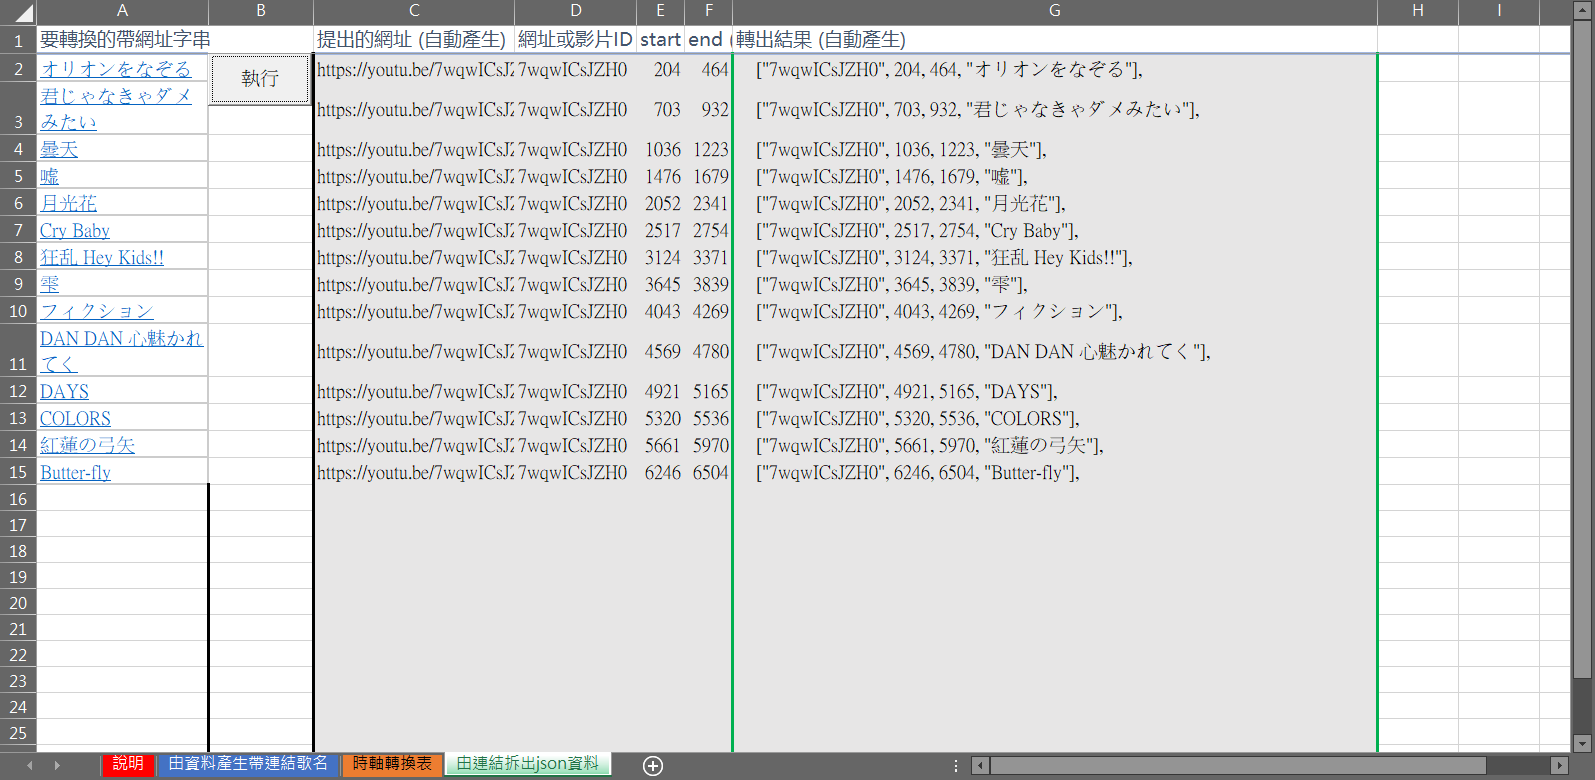 A B C D E F G H I
1 要轉換的帶網址字串 提出的網址 (自動產生) 網址或影片ID start end ( 轉出結果 (自動產生)
2 オリオンをなぞる 執行 https://youtu.be/7wqwICsJZ 7wqwICsJZH0 204 464 ["7wqwICsJZH0", 204, 464, "オリオンをなぞる"],
君じゃなきゃダメ
3 みたい https://youtu.be/7wqwICsJZ 7wqwICsJZH0 703 932 ["7wqwICsJZH0", 703, 932, "君じゃなきゃダメみたい"],
4 曇天 https://youtu.be/7wqwICsJZ 7wqwICsJZH0 1036 1223 ["7wqwICsJZH0", 1036, 1223, "曇天"],
5 嘘 https://youtu.be/7wqwICsJZ 7wqwICsJZH0 1476 1679 ["7wqwICsJZH0", 1476, 1679, "嘘"],
6 月光花 https://youtu.be/7wqwICsJZ 7wqwICsJZH0 2052 2341 ["7wqwICsJZH0", 2052, 2341, "月光花"],
7 Cry Baby https://youtu.be/7wqwICsJZ 7wqwICsJZH0 2517 2754 ["7wqwICsJZH0", 2517, 2754, "Cry Baby"],
8 狂乱 Hey Kids!! https://youtu.be/7wqwICsJZ 7wqwICsJZH0 3124 3371 ["7wqwICsJZH0", 3124, 3371, "狂乱 Hey Kids!!"],
9 雫 https://youtu.be/7wqwICsJZ 7wqwICsJZH0 3645 3839 ["7wqwICsJZH0", 3645, 3839, "雫"],
10 フィクション https://youtu.be/7wqwICsJZ 7wqwICsJZH0 4043 4269 ["7wqwICsJZH0", 4043, 4269, "フィクション"],
DAN DAN 心魅かれ
11 てく https://youtu.be/7wqwICsJZ 7wqwICsJZH0 4569 4780 ["7wqwICsJZH0", 4569, 4780, "DAN DAN 心魅かれてく"],
12 DAYS https://youtu.be/7wqwICsJZ 7wqwICsJZH0 4921 5165 ["7wqwICsJZH0", 4921, 5165, "DAYS"],
13 COLORS https://youtu.be/7wqwICsJZ 7wqwICsJZH0 5320 5536 ["7wqwICsJZH0", 5320, 5536, "COLORS"],
14 紅蓮の弓矢 https://youtu.be/7wqwICsJZ 7wqwICsJZH0 5661 5970 ["7wqwICsJZH0", 5661, 5970, "紅蓮の弓矢"],
15 Butter-fly https://youtu.be/7wqwICsJZ 7wqwICsJZH0 6246 6504 ["7wqwICsJZH0", 6246, 6504, "Butter-fly"],
16
17
18
19
20
21
22
23
24
25
說明 由資料產生帶連結歌名 時軸轉換表 由連結拆出json資料